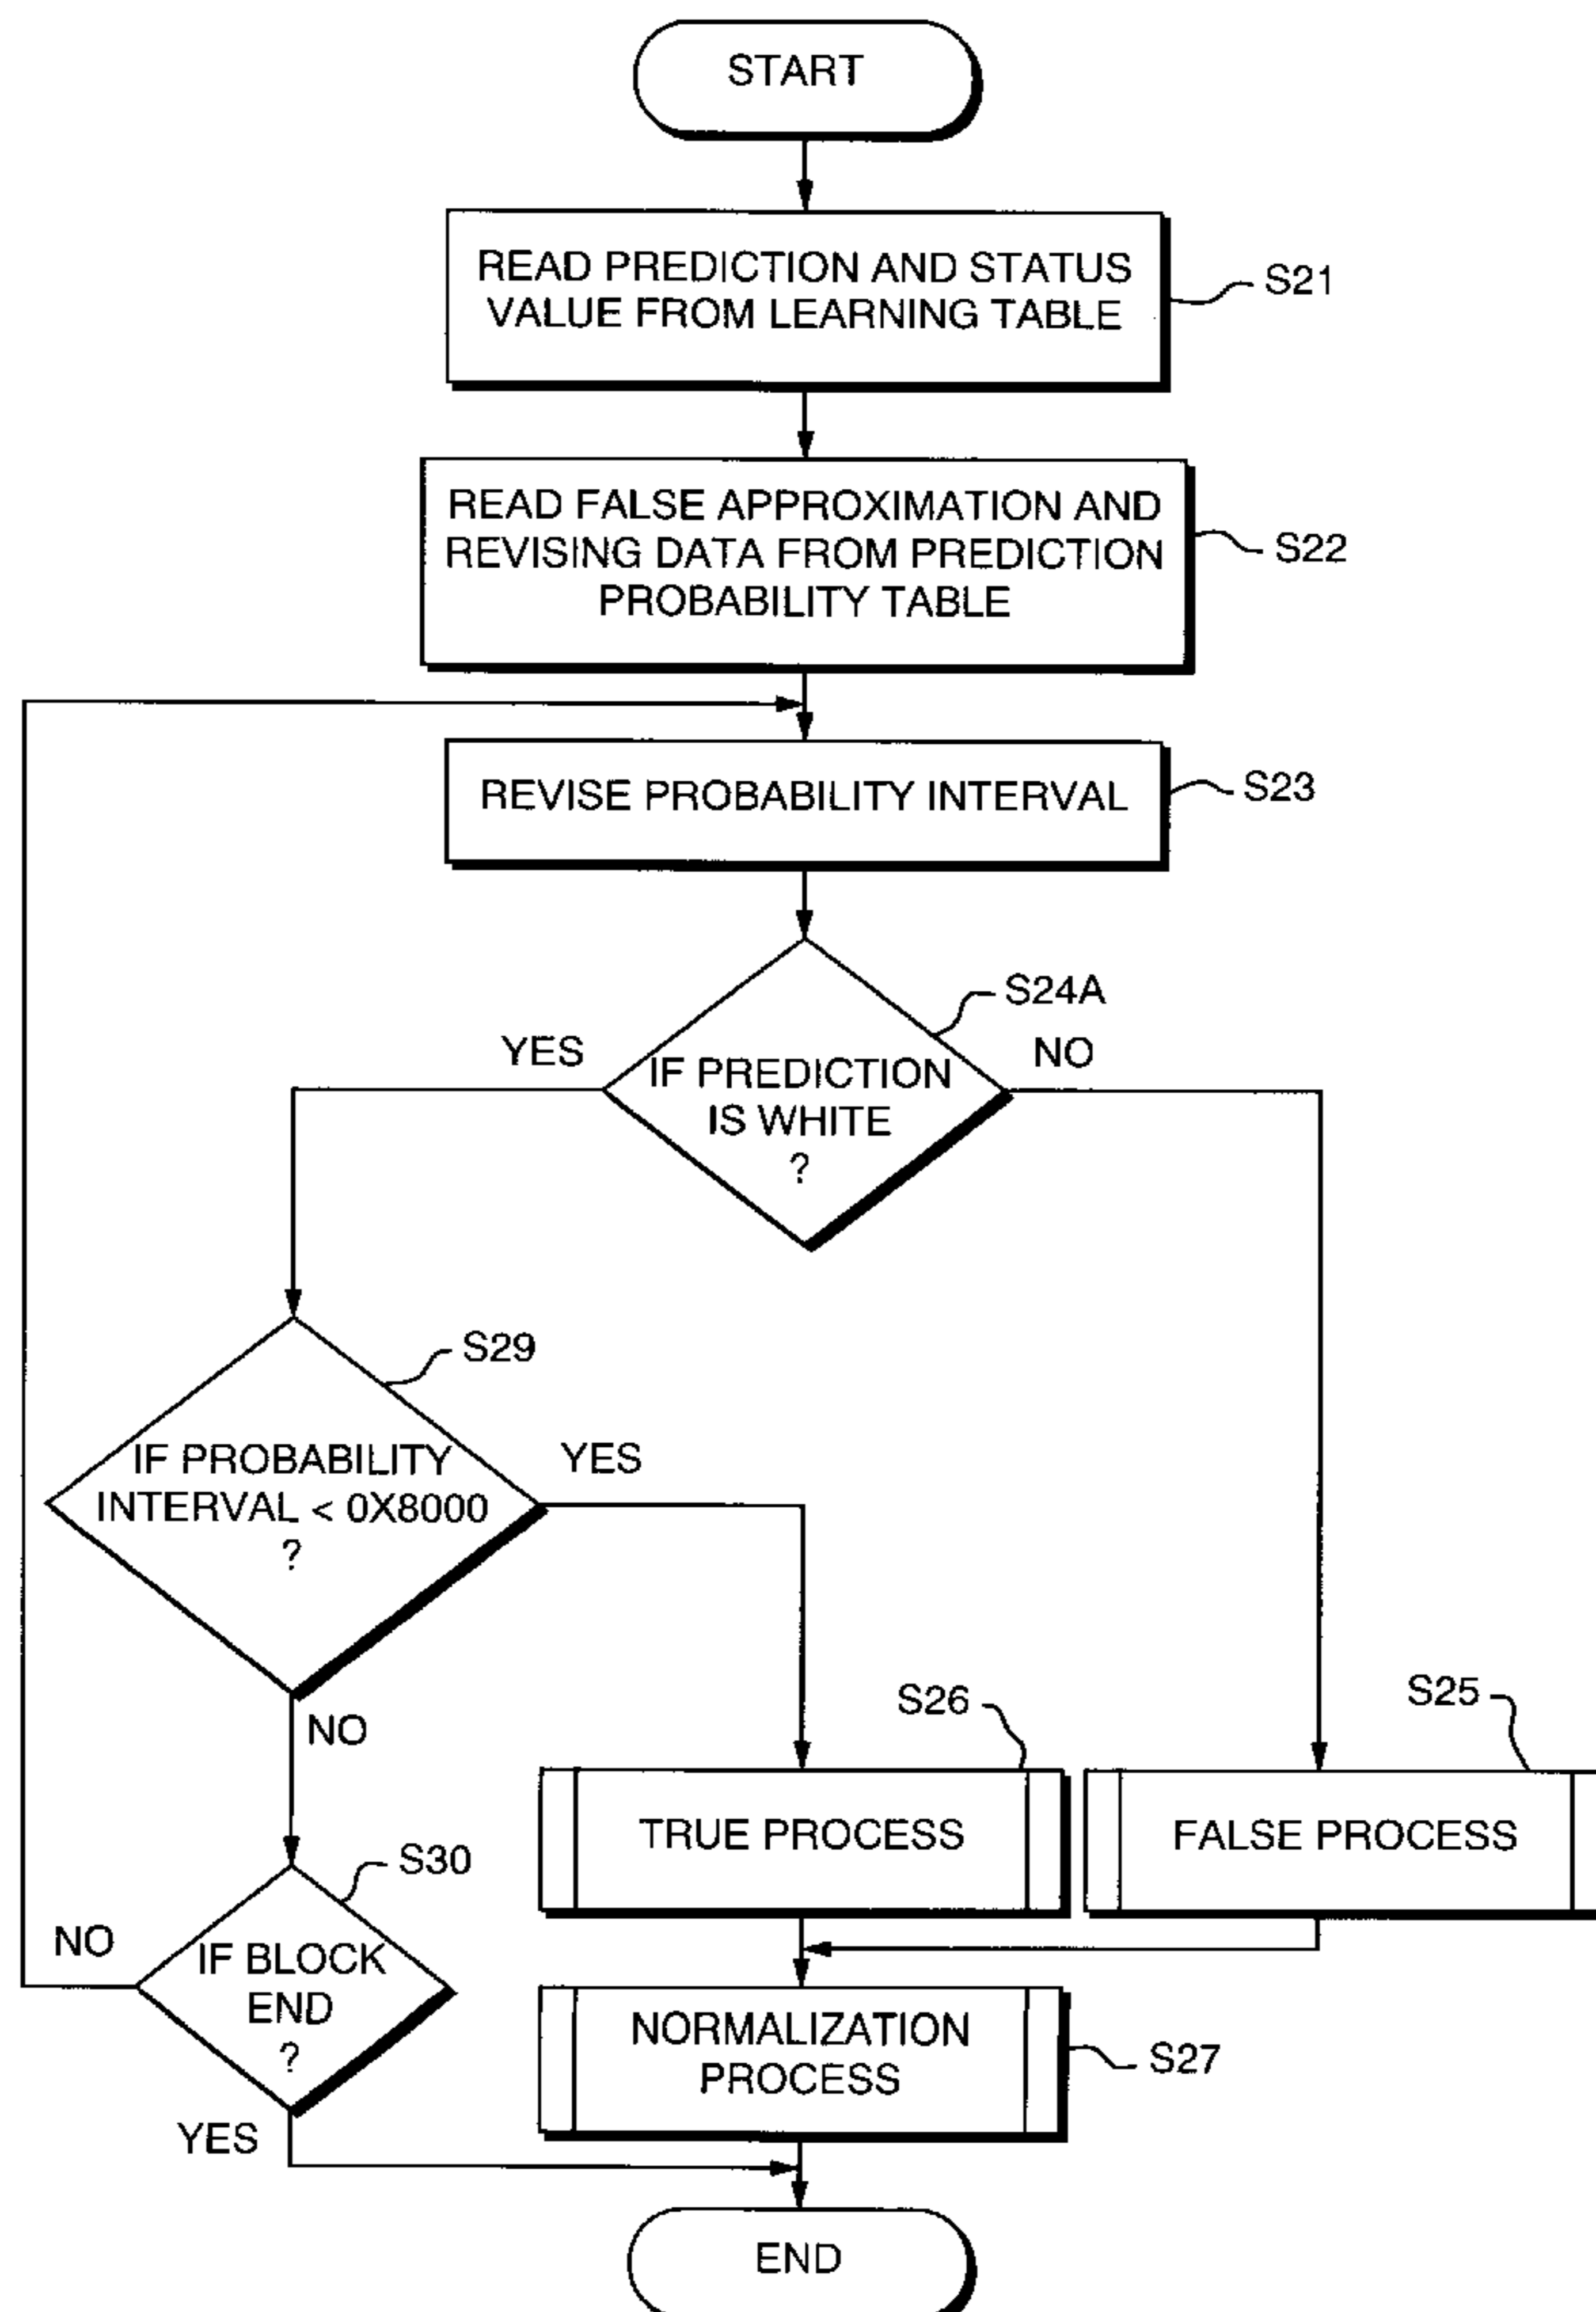 START
READ PREDICTION AND STATUS
VALUE FROM LEARNING TABLE
S21
READ FALSE APPROXIMATION AND
REVISING DATA FROM PREDICTION
PROBABILITY TABLE
S22
REVISE PROBABILITY INTERVAL
S23
S24A
YES
NO
IF PREDICTION
IS WHITE
?
S29
IF PROBABILITY
INTERVAL < 0X8000
?
YES
NO
S26
S25
TRUE PROCESS
FALSE PROCESS
S30
NO
IF BLOCK
END
?
YES
NORMALIZATION
PROCESS
S27
END